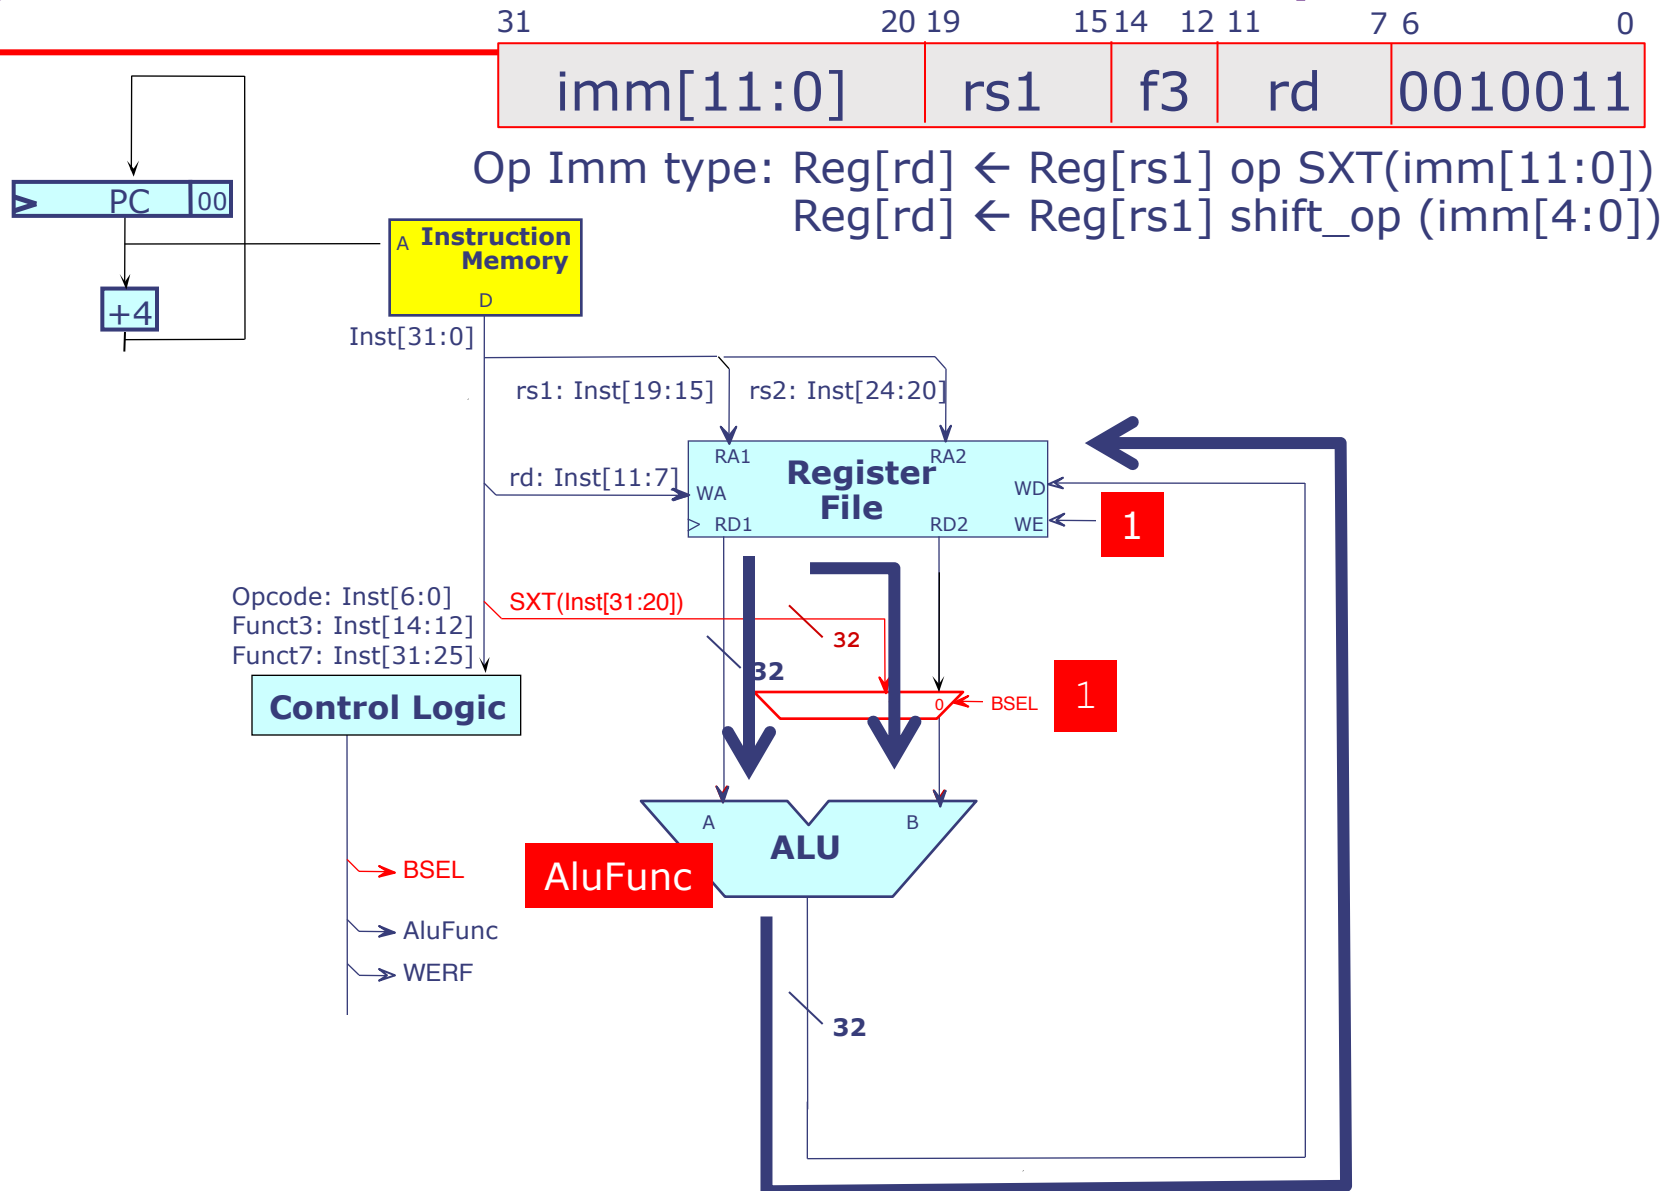 31 20 19 15 14 12 11 7 6 0
imm[11:0] rs1 f3 rd 0010011
Op Imm type: Reg[rd] ← Reg[rs1] op SXT(imm[11:0])
Reg[rd] ← Reg[rs1] shift_op (imm[4:0])
PC 00
+4
A Instruction
Memory
D
Inst[31:0]
rs1: Inst[19:15] rs2: Inst[24:20]
rd: Inst[11:7]
RA1 RA2
Register
File
WA WD
> RD1 RD2 WE
1
Opcode: Inst[6:0]
Funct3: Inst[14:12]
Funct7: Inst[31:25]
SXT(Inst[31:20])
32
32
Control Logic
0 BSEL 1
A B
ALU
AluFunc
BSEL
AluFunc
WERF
32